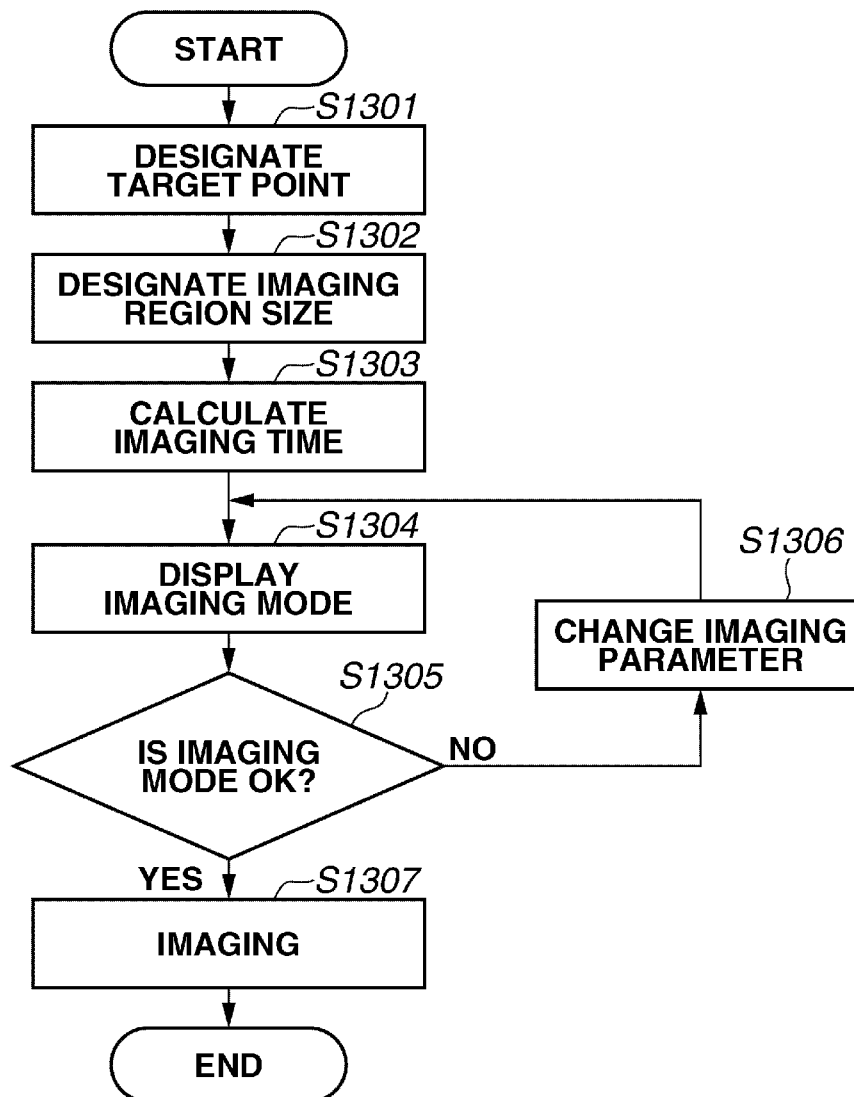 START
S1301
DESIGNATE
TARGET POINT
S1302
DESIGNATE IMAGING
REGION SIZE
S1303
CALCULATE
IMAGING TIME
S1304
DISPLAY
IMAGING MODE
S1306
CHANGE IMAGING
PARAMETER
S1305
IS IMAGING
MODE OK?
NO
YES
S1307
IMAGING
END